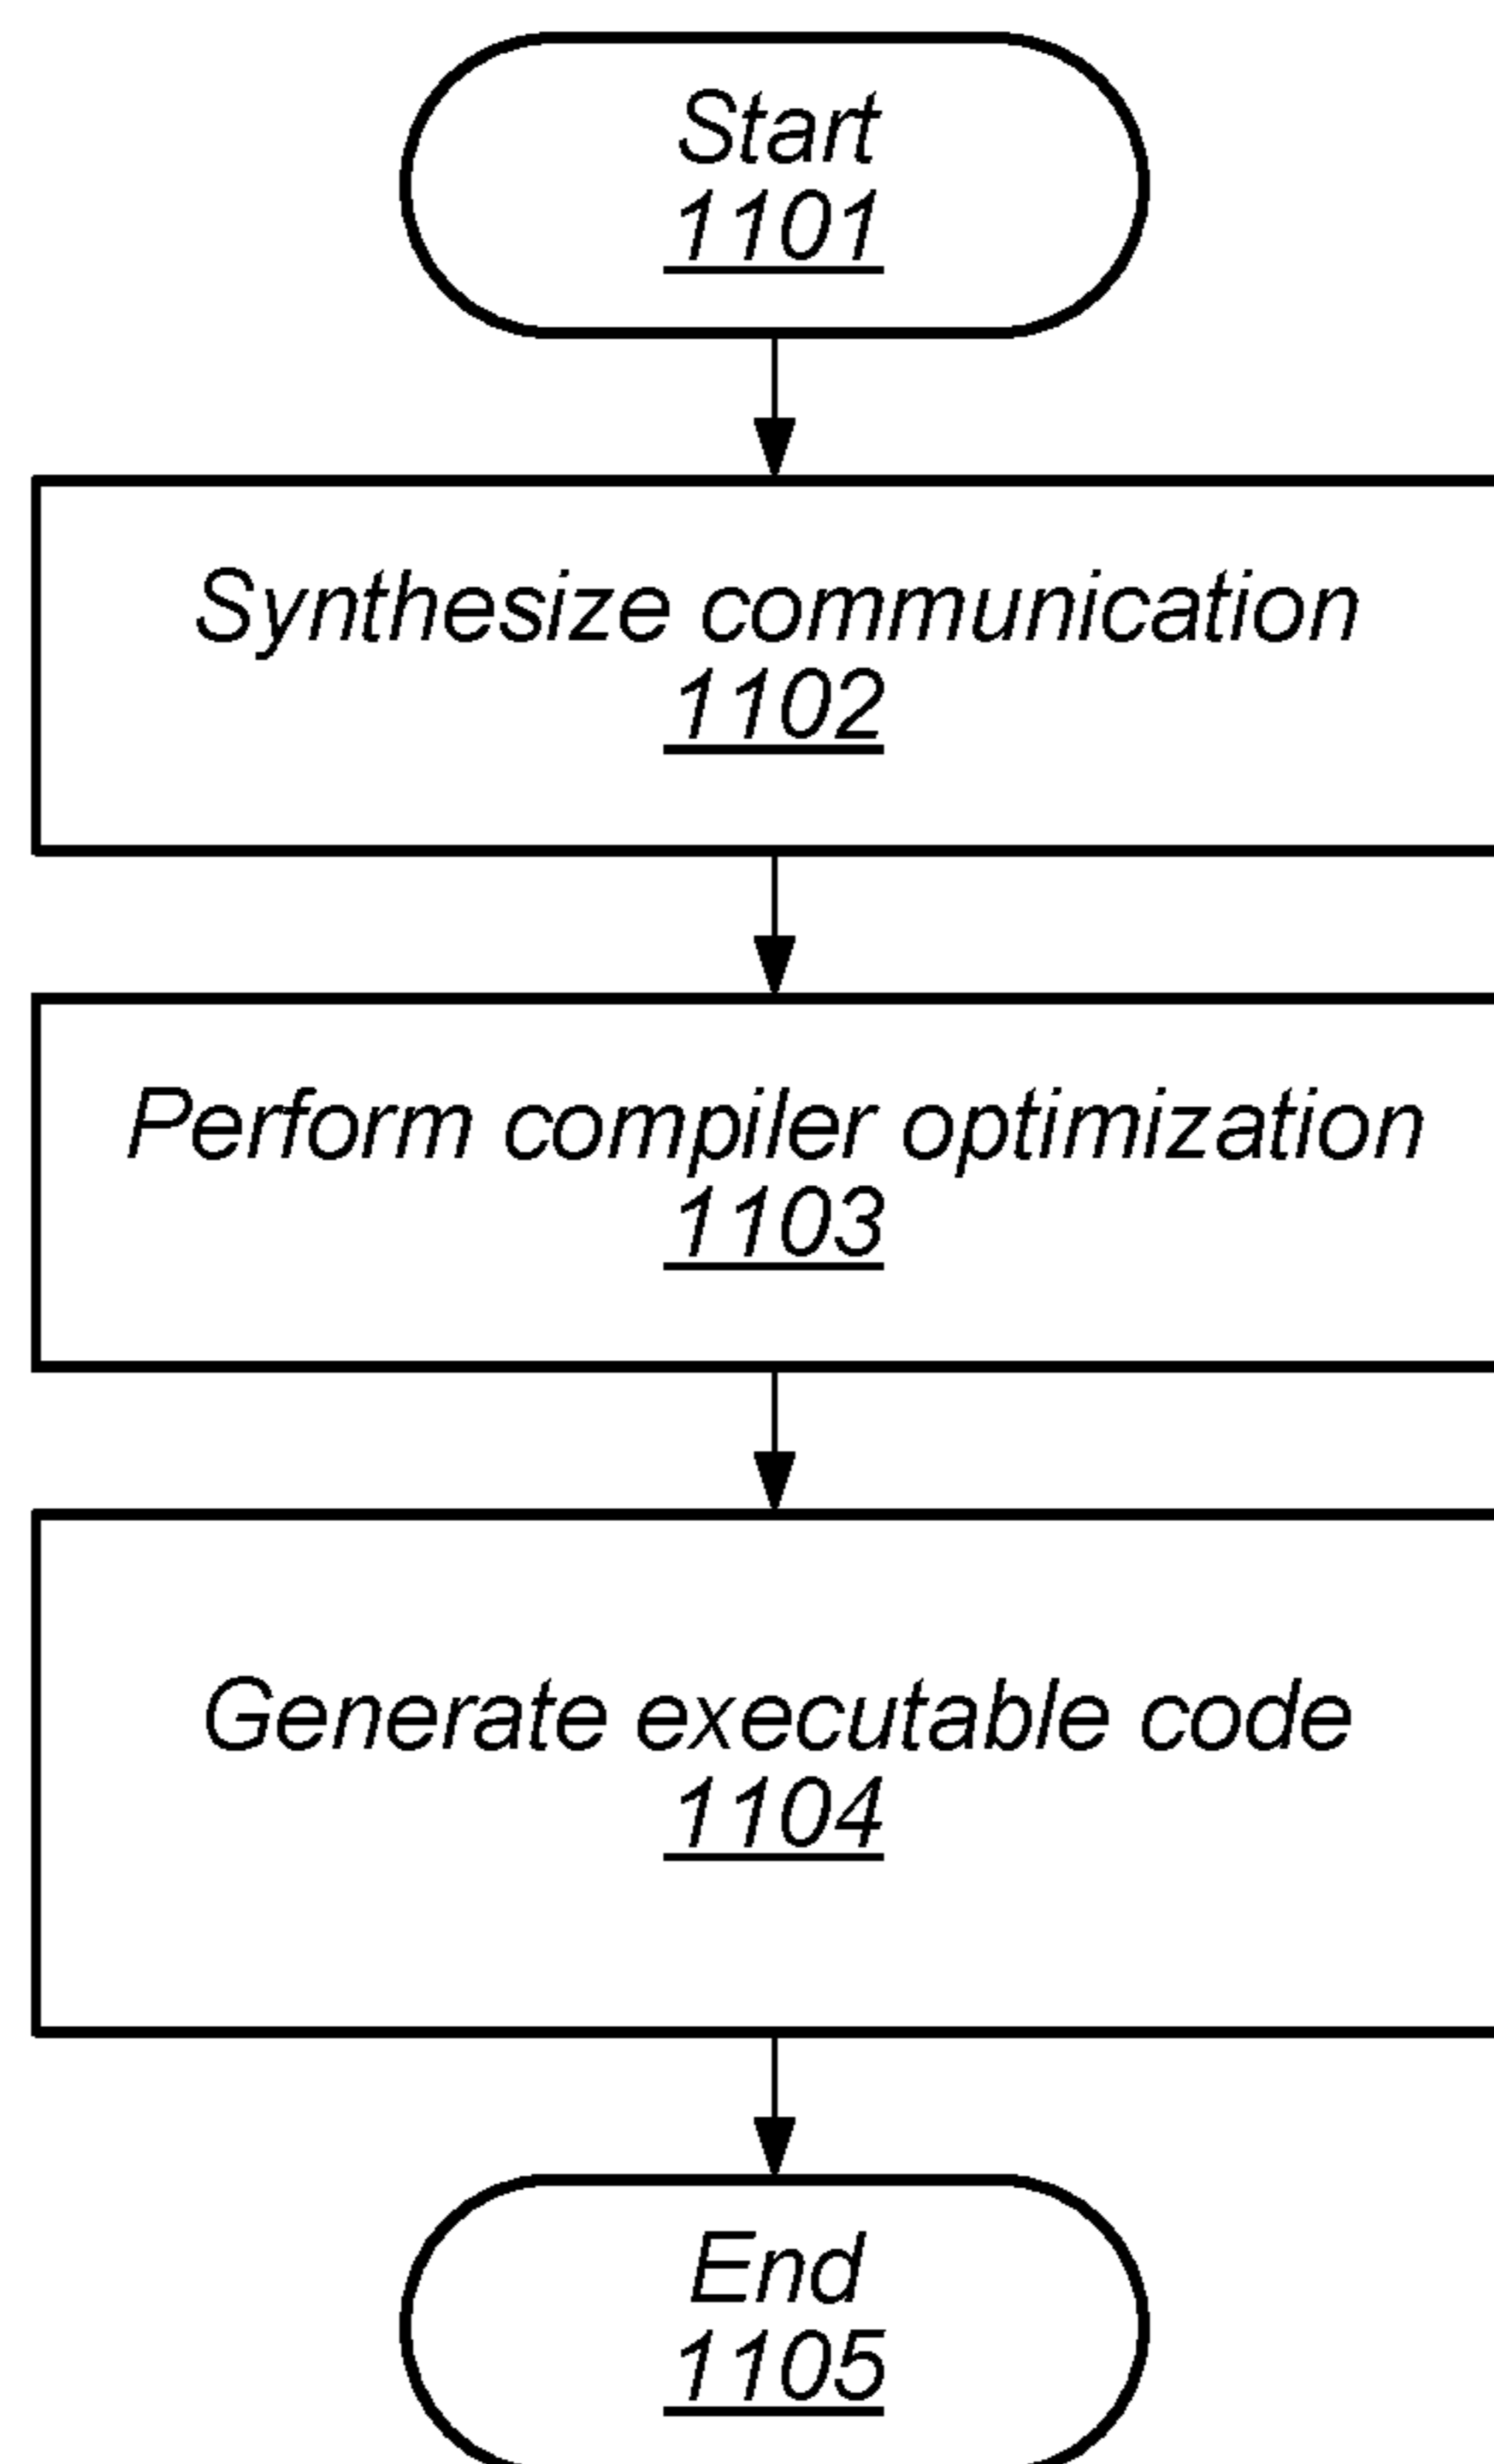 Start
1101
Synthesize communication
1102
Perform compiler optimization
1103
Generate executable code
1104
End
1105